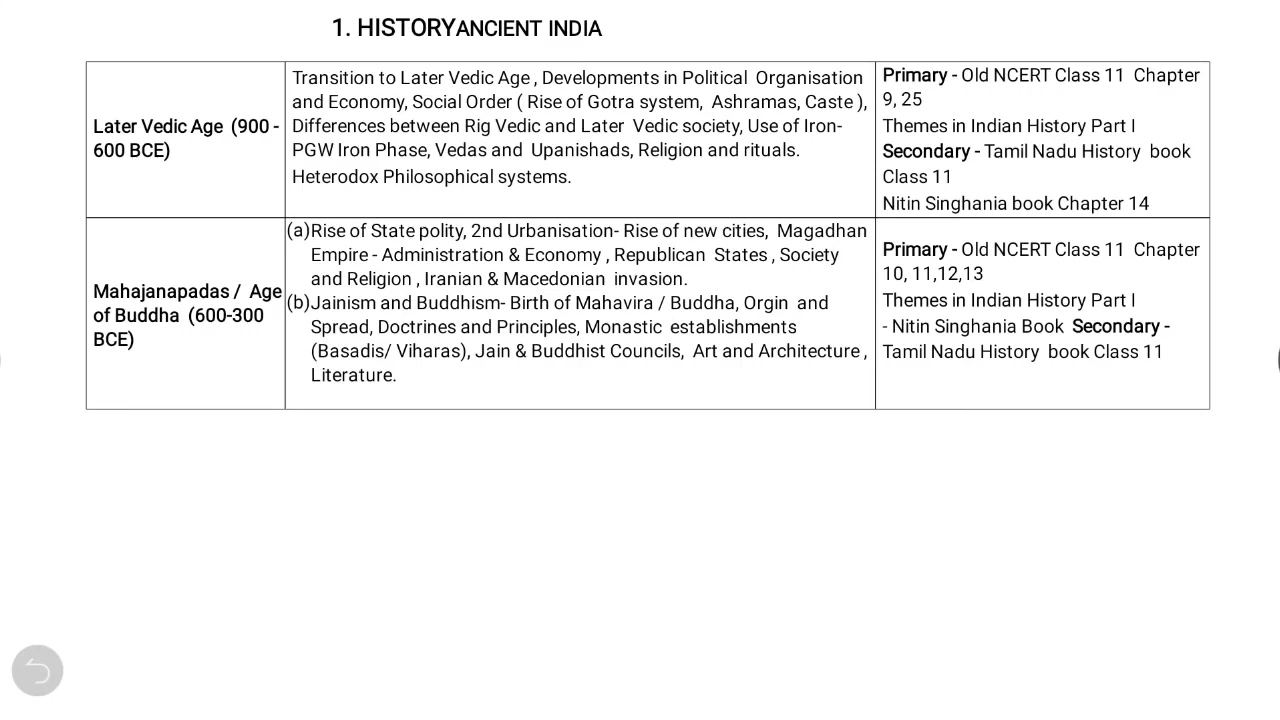 1. HISTORYANCIENT INDIA
Later Vedic Age (900 -
600 BCE)
Transition to Later Vedic Age , Developments in Political Organisation
and Economy, Social Order ( Rise of Gotra system, Ashramas, Caste ),
Differences between Rig Vedic and Later Vedic society, Use of Iron-
PGW Iron Phase, Vedas and Upanishads, Religion and rituals.
Heterodox Philosophical systems.
Primary - Old NCERT Class 11 Chapter
9, 25
Themes in Indian History Part I
Secondary - Tamil Nadu History book
Class 11
Nitin Singhania book Chapter 14
Mahajanapadas / Age
of Buddha (600-300
BCE)
(a)Rise of State polity, 2nd Urbanisation- Rise of new cities, Magadhan
Empire - Administration & Economy , Republican States , Society
and Religion , Iranian & Macedonian invasion.
(b)Jainism and Buddhism- Birth of Mahavira / Buddha, Orgin and
Spread, Doctrines and Principles, Monastic establishments
(Basadis/ Viharas), Jain & Buddhist Councils, Art and Architecture ,
Literature.
Primary - Old NCERT Class 11 Chapter
10, 11,12,13
Themes in Indian History Part I
- Nitin Singhania Book Secondary -
Tamil Nadu History book Class 11